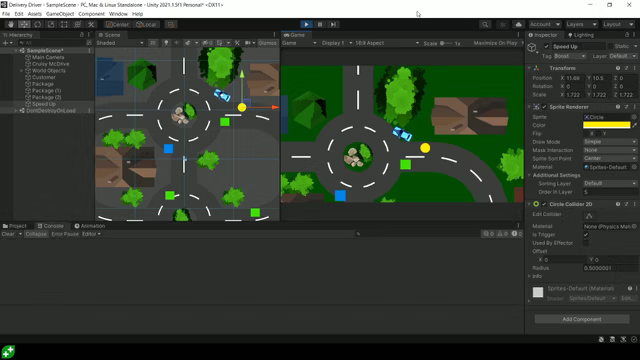 Delivery Driver - SampleScene - PC, Mac & Linux Standalone - Unity 2021.1.5f1 Personal* <DX11>
File Edit Assets GameObject Component Window Help
Center Local Account Layers Layout
Hierarchy Scene Game Inspector Lighting
All Shaded 2D Gizmos Game Display 1 16:9 Aspect Scale 1x Maximize On Play
SampleScene*
Main Camera
Cruisy McDrive
World Objects
Customer
Package
Package (1)
Package (3)
Speed Up
DontDestroyOnLoad
Speed Up Static
Tag Boost Layer Default
Transform
Position X 11.66 Y 10.5 Z 0
Rotation X 0 Y 0 Z 0
Scale X 1.722 Y 1.722 Z 1.722
Sprite Renderer
Sprite Circle
Color
Flip X Y
Draw Mode Simple
Mask Interaction None
Sprite Sort Point Center
Material Sprites-Default
Additional Settings
Sorting Layer Default
Order in Layer 5
Circle Collider 2D
Edit Collider
Material None (Physics Mat
Is Trigger
Used By Effector
Offset
X 0 Y 0
Radius 0.5000001
Info
Sprites-Default (Material)
Shader Sprites/Default Edit...
Add Component
Project Console Animation
Clear Collapse Error Pause Editor
0 0 0